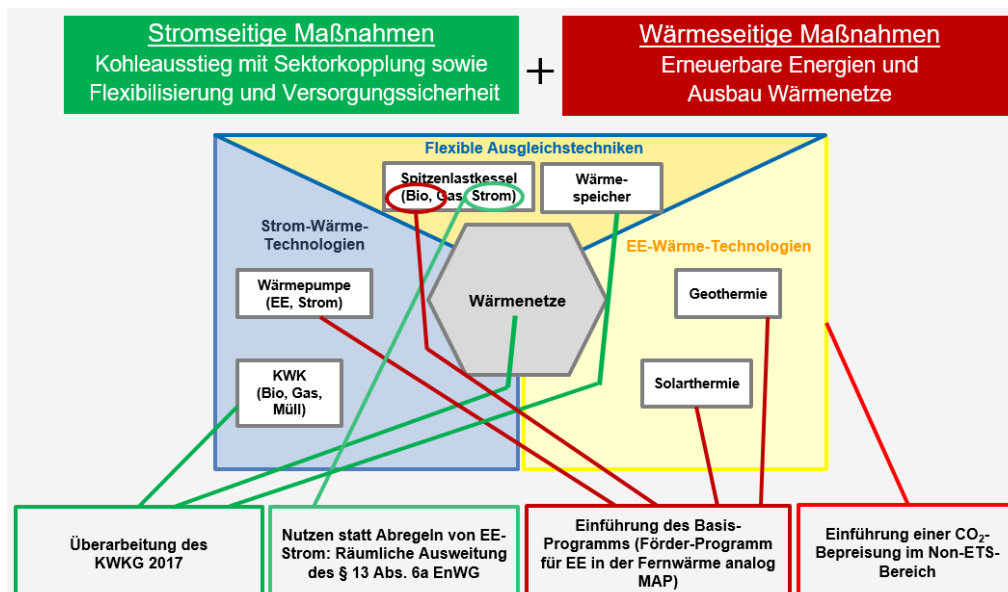 Stromseitige Maßnahmen
Kohleausstieg mit Sektorkopplung sowie
Flexibilisierung und Versorgungssicherheit
+
Wärmeseitige Maßnahmen
Erneuerbare Energien und
Ausbau Wärmenetze
Flexible Ausgleichstechniken
Spitzenlastkessel
(Bio, Gas, Strom)
Wärme-
speicher
Strom-Wärme-
Technologien
EE-Wärme-Technologien
Wärmepumpe
(EE, Strom)
Wärmenetze
Geothermie
KWK
(Bio, Gas,
Müll)
Solarthermie
Überarbeitung des
KWKG 2017
Nutzen statt Abregeln von EE-
Strom: Räumliche Ausweitung
des § 13 Abs. 6a EnWG
Einführung des Basis-
Programms (Förder-Programm
für EE in der Fernwärme analog
MAP)
Einführung einer CO₂-
Bepreisung im Non-ETS-
Bereich